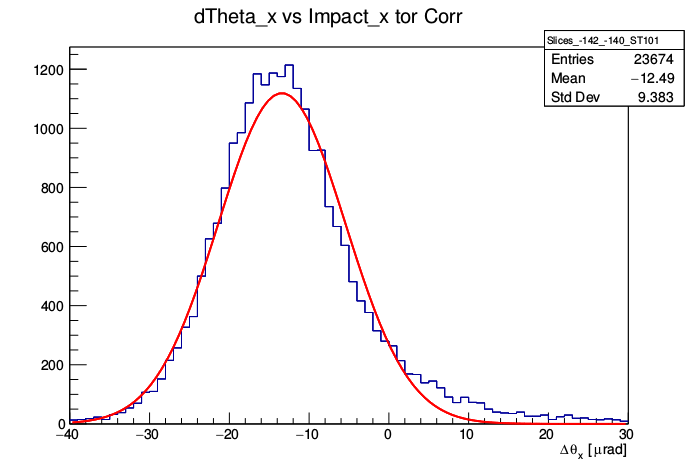 dTheta_x vs Impact_x tor Corr
Slices_-142_-140_ST101
Entries 23674
Mean −12.49
Std Dev 9.383
1200
1000
800
600
400
200
0
−40 −30 −20 −10 0 10 20 30
Δθx [μrad]